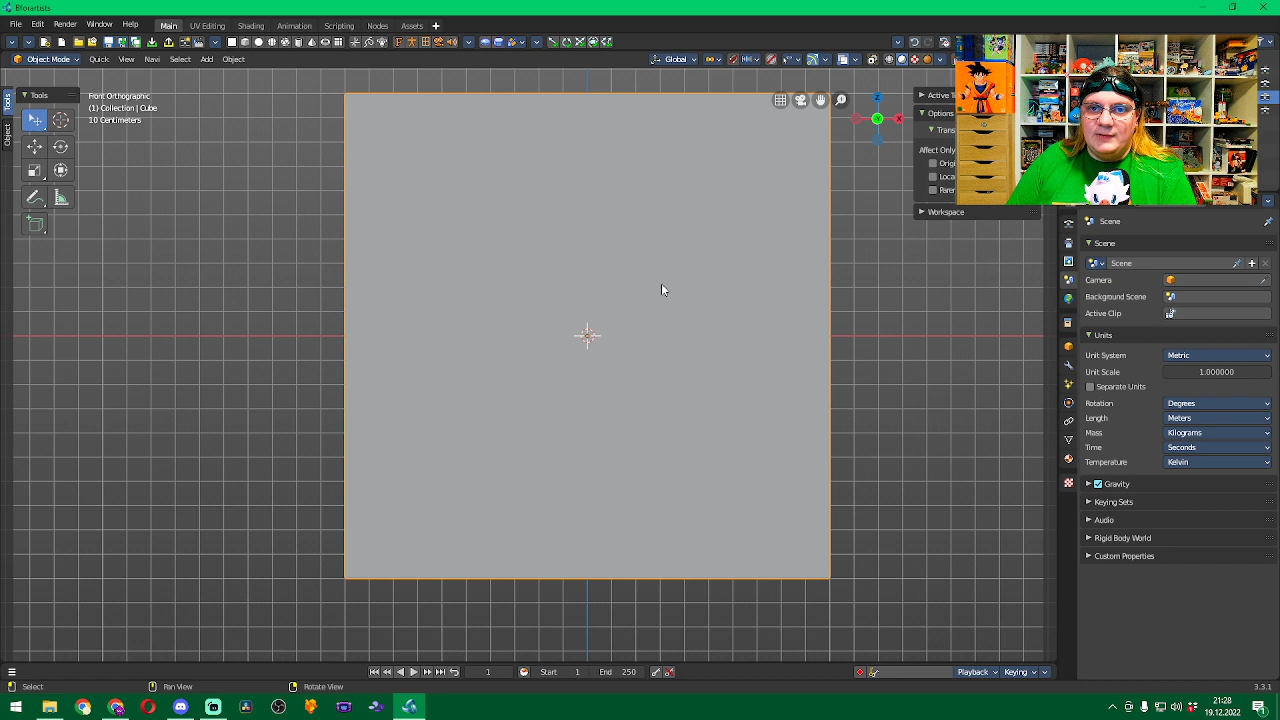 Bforartists
File Edit Render Window Help Main UV Editing Shading Animation Scripting Nodes Assets
Object Mode Quick View Navi Select Add Object Global
Tools
Tools
Object
Front Orthographic
(1) Collection | Cube
10 Centimeters
Z
Y
X
Options
Affect Only
Workspace
Scene
Scene
Scene
Camera
Background Scene
Active Clip
Units
Unit System Metric
Unit Scale 1.000000
Separate Units
Rotation Degrees
Length Meters
Mass Kilograms
Time Seconds
Temperature Kelvin
Gravity
Keying Sets
Audio
Rigid Body World
Custom Properties
1 Start 1 End 250 Playback Keying
Select Pan View Rotate View 3.3.1
21:28
19.12.2022
1